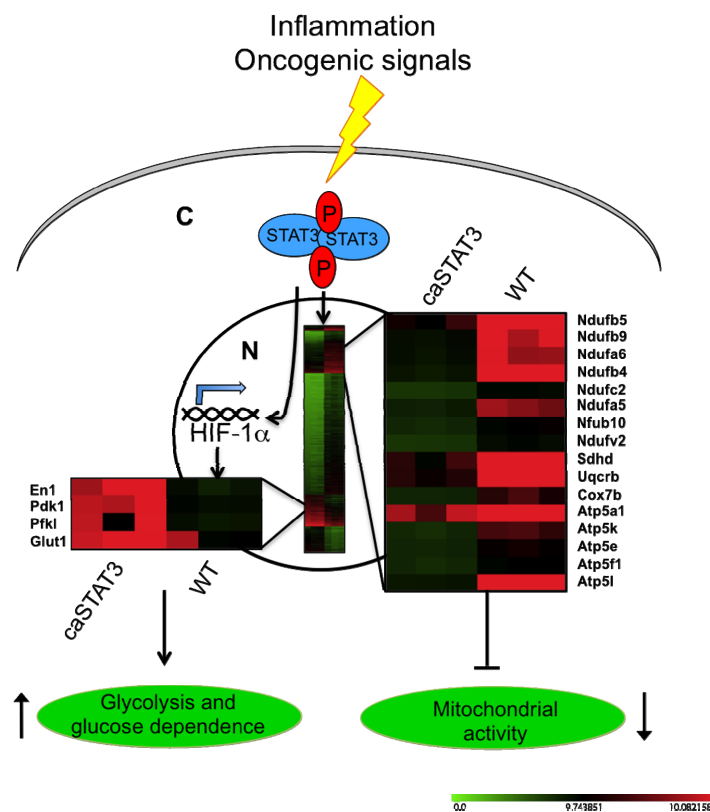 Inflammation
Oncogenic signals
C
P
STAT3
STAT3
P
caSTAT3
WT
N
HIF-1α
Ndufb5
Ndufb9
Ndufa6
Ndufb4
Ndufc2
Ndufa5
Nfub10
Ndufv2
Sdhd
Uqcrb
Cox7b
Atp5a1
Atp5k
Atp5e
Atp5f1
Atp5l
En1
Pdk1
Pfkl
Glut1
caSTAT3
WT
Glycolysis and
glucose dependence
Mitochondrial
activity
0.0 9.743851 10.082156